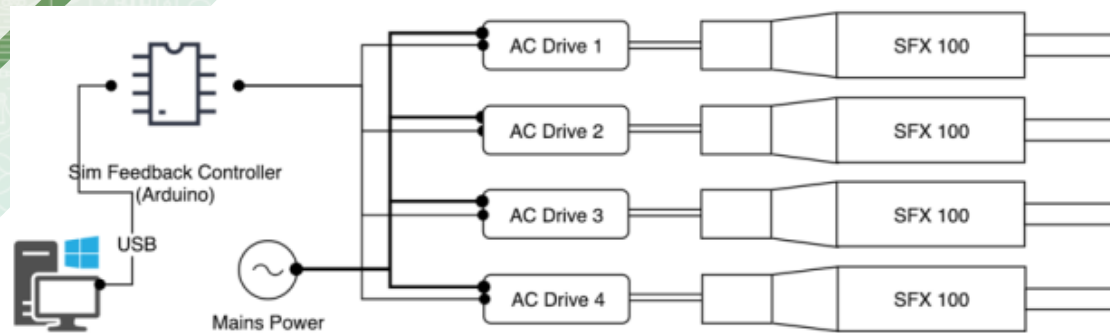 AC Drive 1
SFX 100
AC Drive 2
SFX 100
Sim Feedback Controller
(Arduino)
AC Drive 3
SFX 100
USB
AC Drive 4
SFX 100
Mains Power